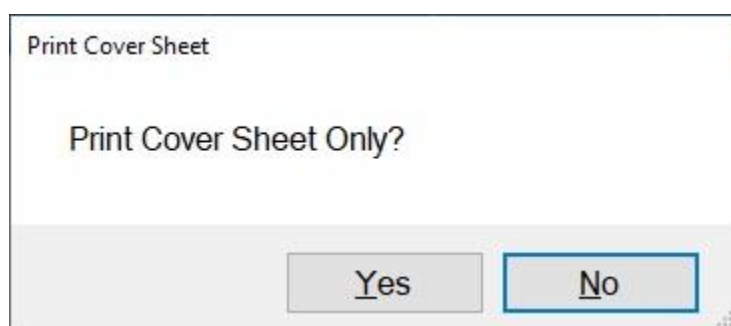 Print Cover Sheet
Print Cover Sheet Only?
Yes No